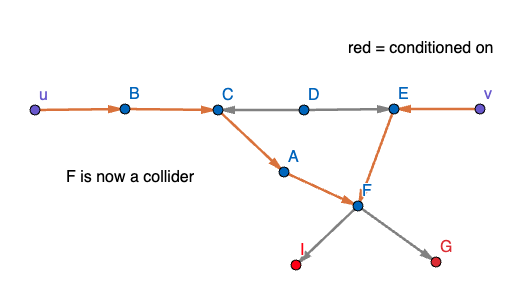 red = conditioned on
u
B
C
D
E
v
A
F is now a collider
F
I
G